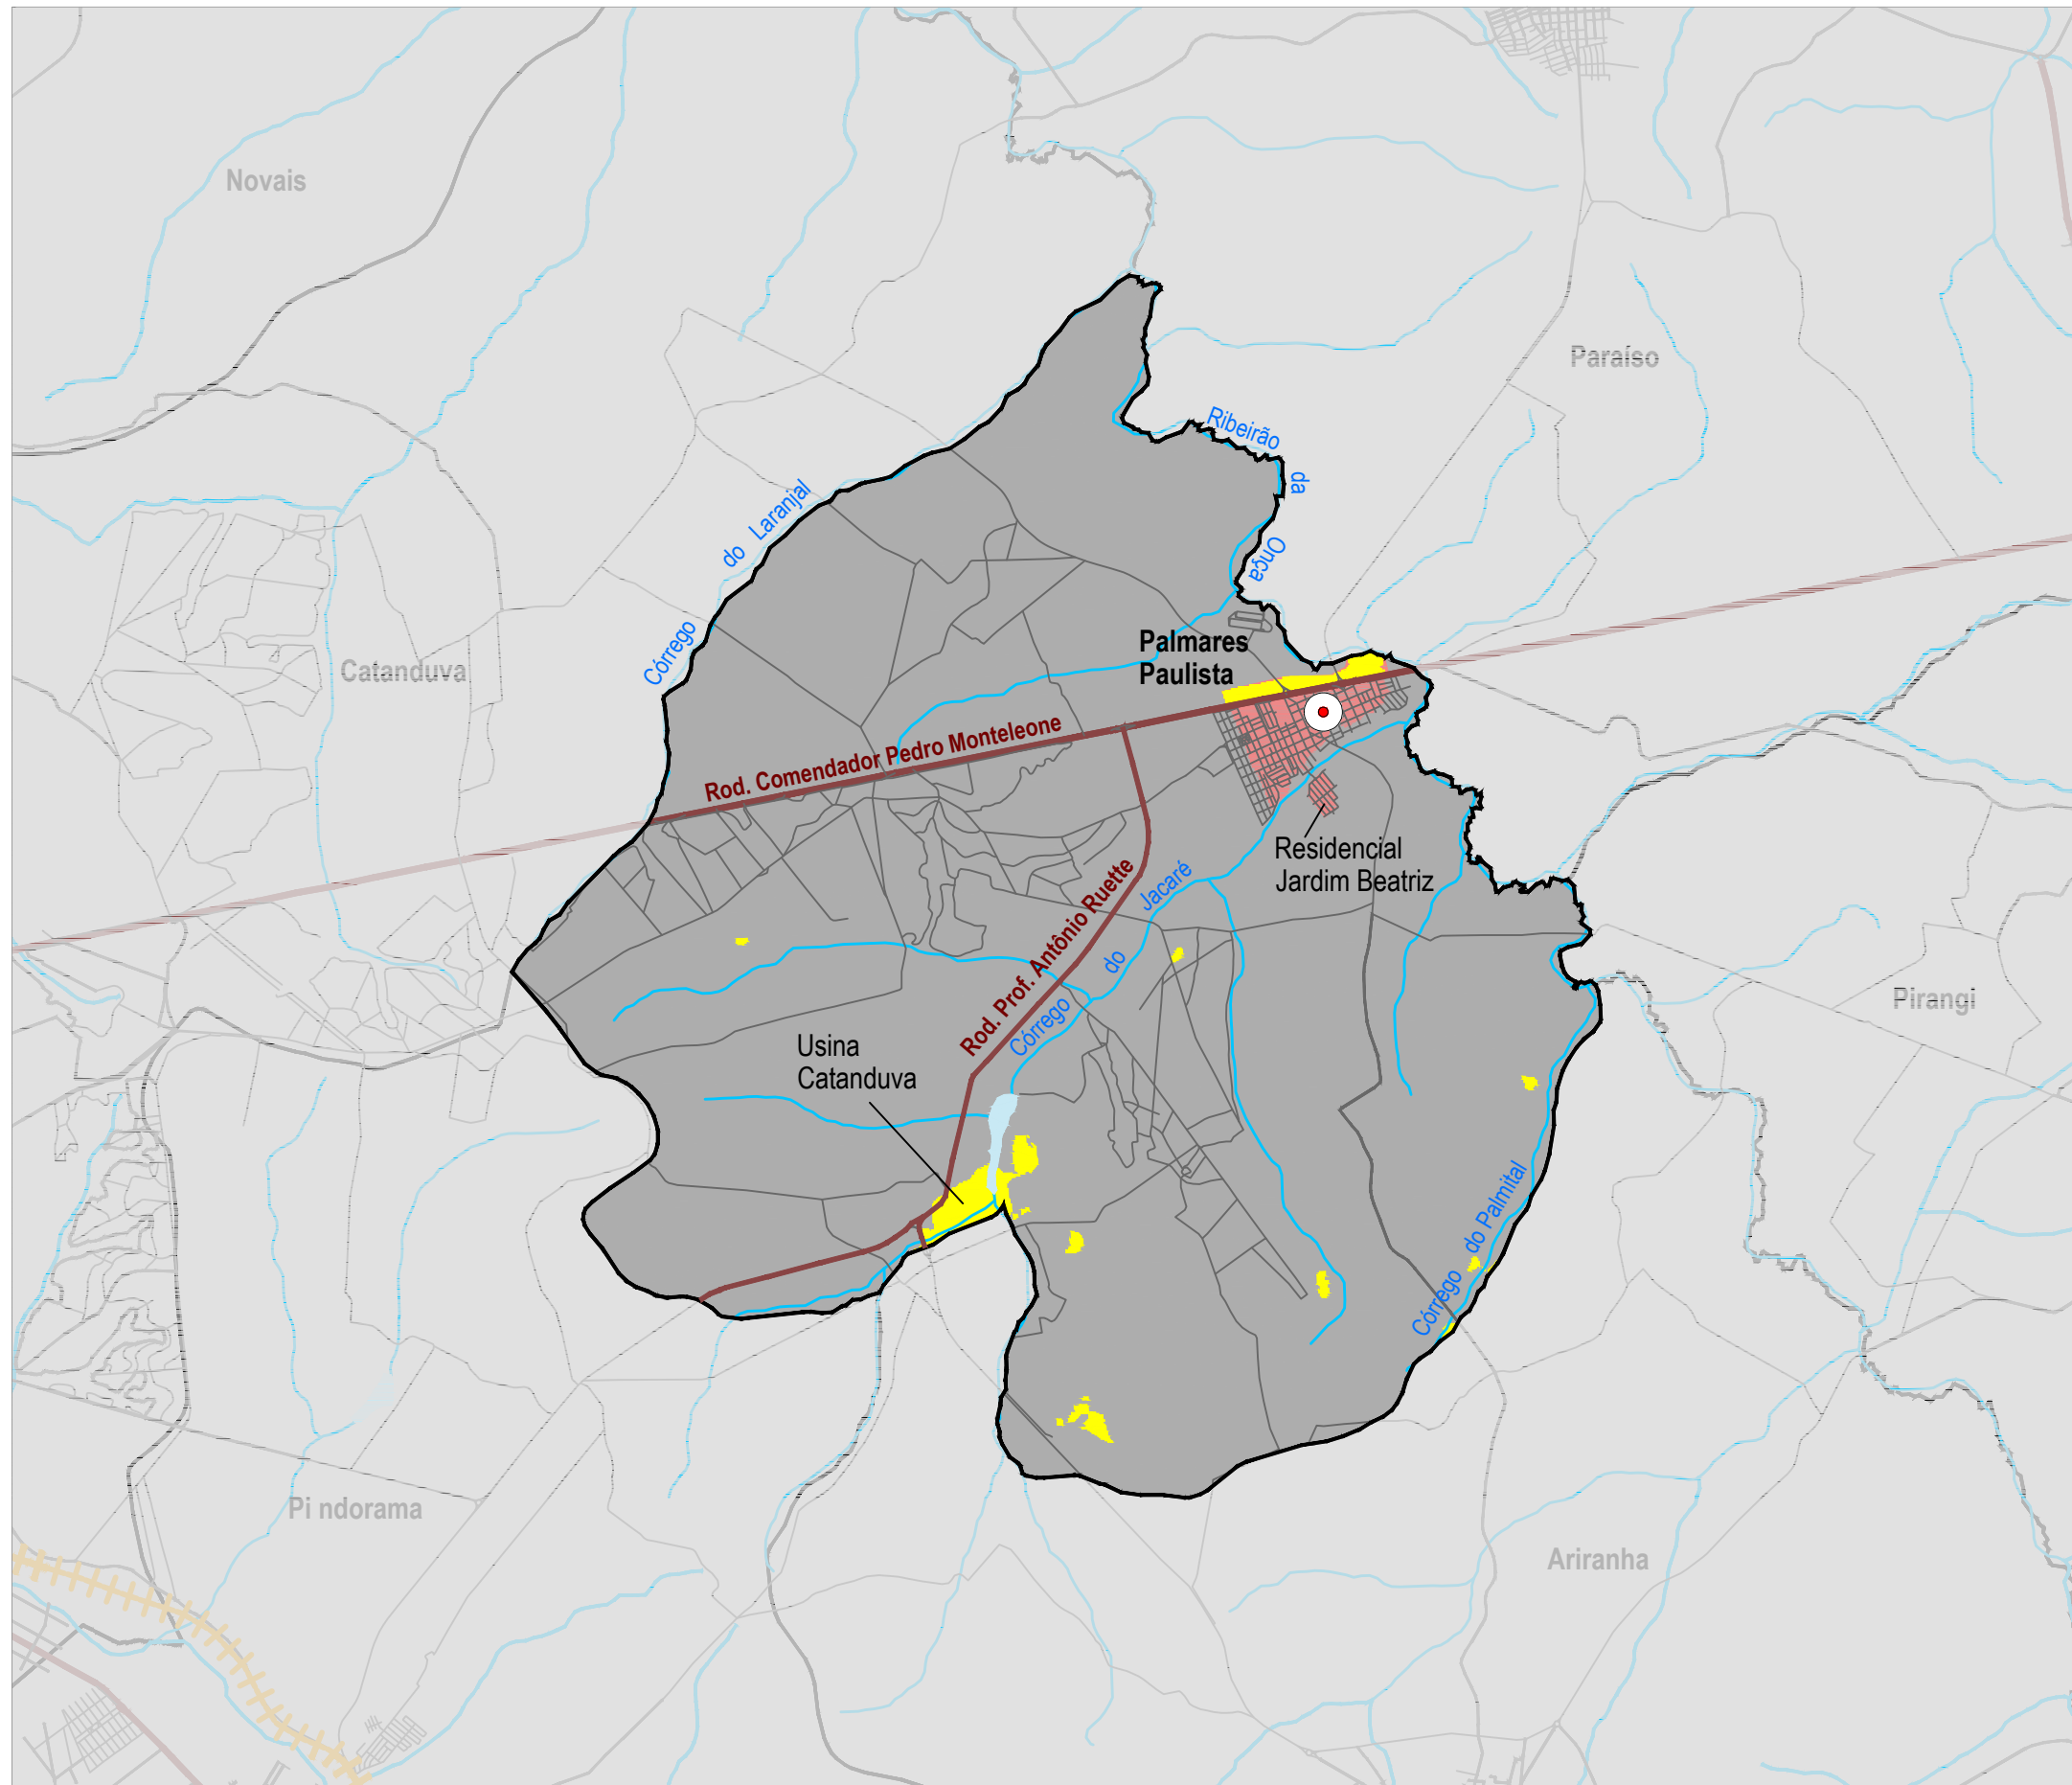 Novais
Paraíso
Ribeirão
da
Onça
Córrego do Laranjal
Palmares
Paulista
Catanduva
Rod. Comendador Pedro Monteleone
Residencial
Jardim Beatriz
Rod. Prof. Antônio Ruette
Córrego do Jacaré
Pirangi
Usina
Catanduva
Córrego do Palmital
Pi ndorama
Ariranha